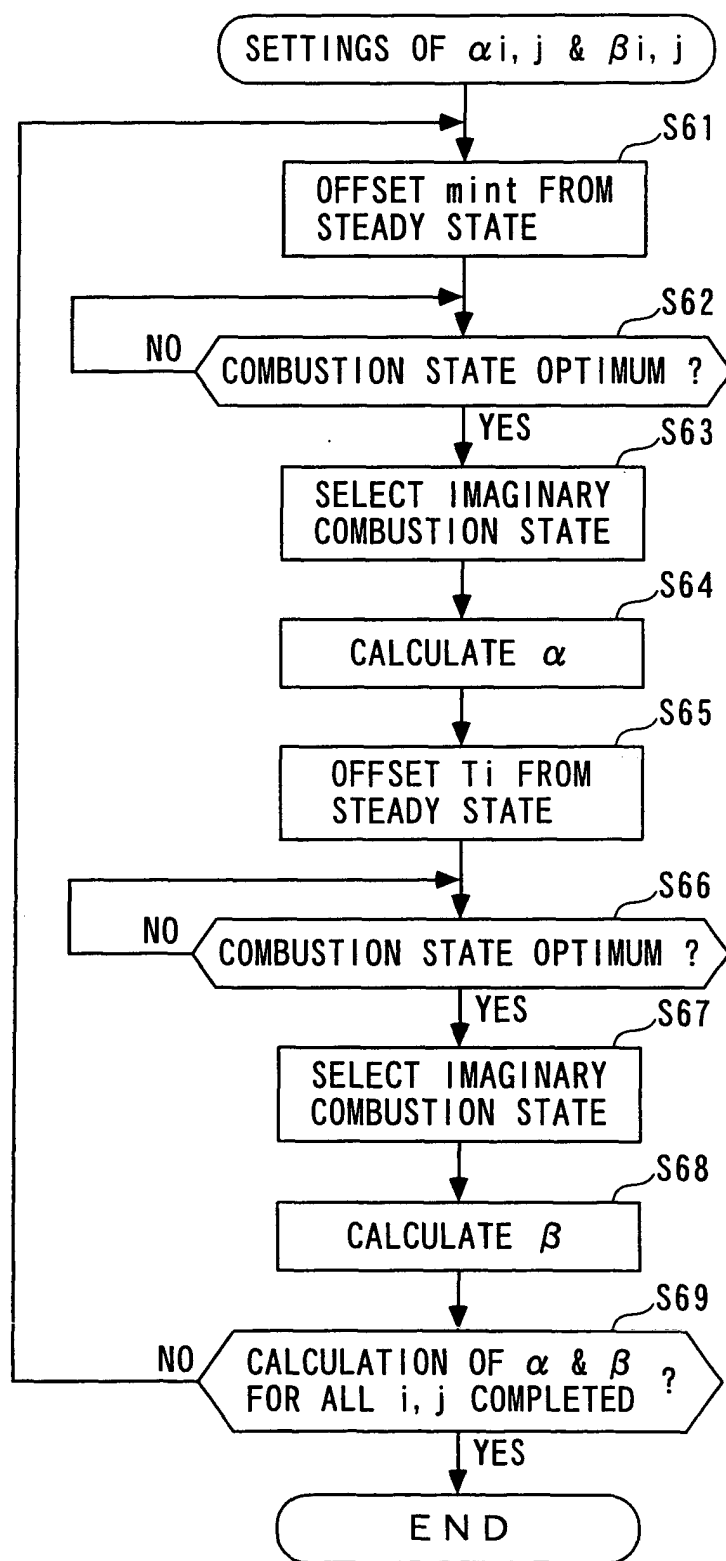 SETTINGS OF αi,j & βi,j
S61
OFFSET mint FROM
STEADY STATE
S62
NO
COMBUSTION STATE OPTIMUM ?
YES
S63
SELECT IMAGINARY
COMBUSTION STATE
S64
CALCULATE α
S65
OFFSET Ti FROM
STEADY STATE
S66
NO
COMBUSTION STATE OPTIMUM ?
YES
S67
SELECT IMAGINARY
COMBUSTION STATE
S68
CALCULATE β
S69
NO
CALCULATION OF α & β
FOR ALL i,j COMPLETED ?
YES
END